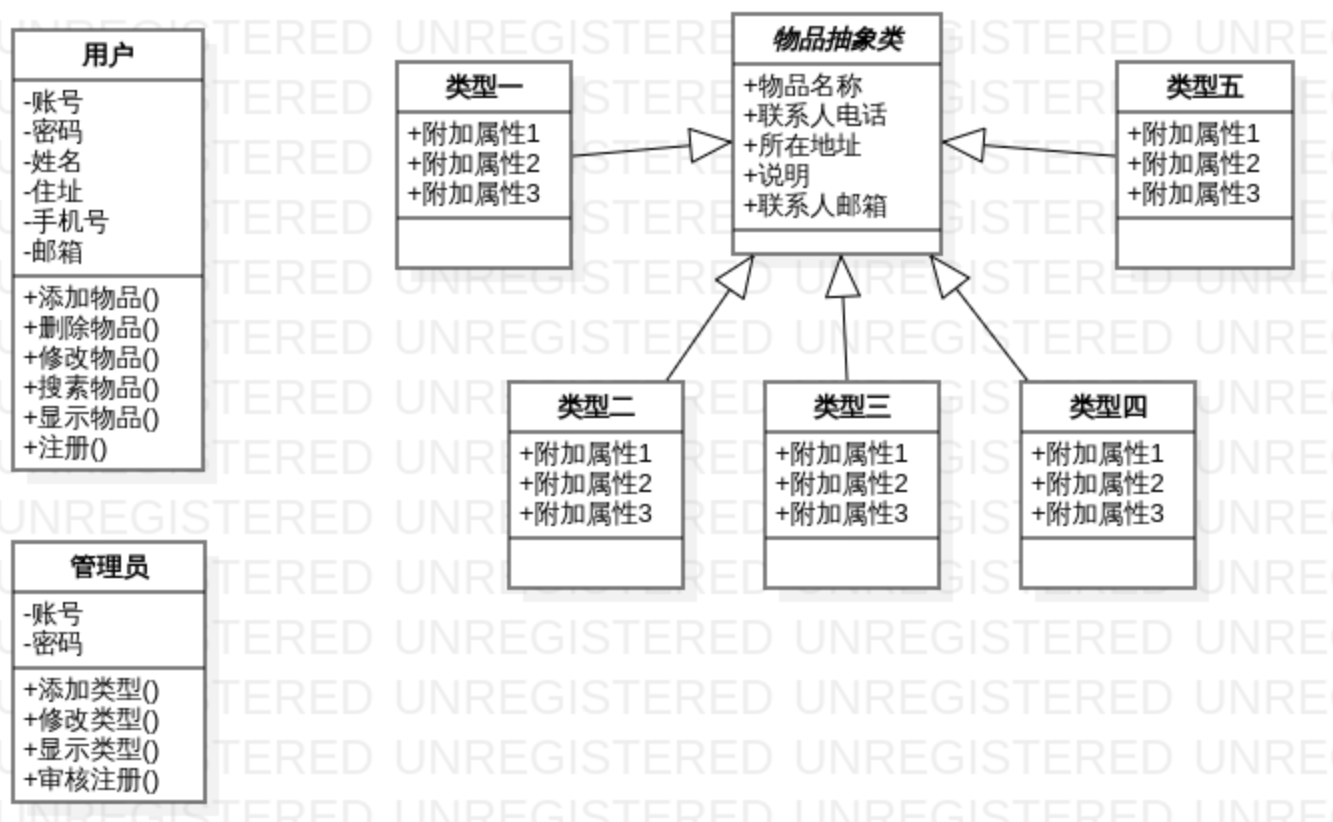 用户
-账号
-密码
-姓名
-住址
-手机号
-邮箱
+添加物品()
+删除物品()
+修改物品()
+搜素物品()
+显示物品()
+注册()
管理员
-账号
-密码
+添加类型()
+修改类型()
+显示类型()
+审核注册()
类型一
+附加属性1
+附加属性2
+附加属性3
物品抽象类
+物品名称
+联系人电话
+所在地址
+说明
+联系人邮箱
类型五
+附加属性1
+附加属性2
+附加属性3
类型二
+附加属性1
+附加属性2
+附加属性3
类型三
+附加属性1
+附加属性2
+附加属性3
类型四
+附加属性1
+附加属性2
+附加属性3
UNREGISTERED